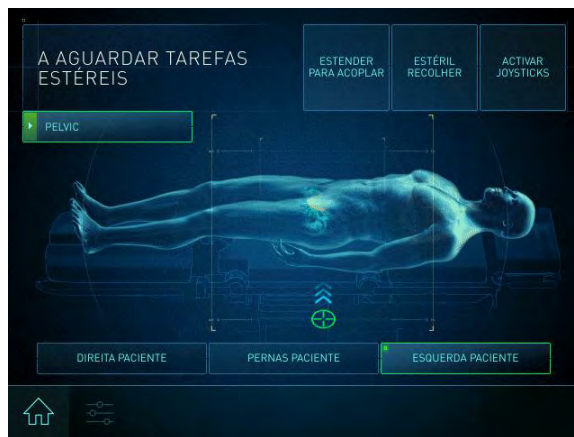 A AGUARDAR TAREFAS
ESTÉREIS
ESTENDER
PARA ACOPLAR
ESTÉRIL
RECOLHER
ACTIVAR
JOYSTICKS
PELVIC
DIREITA PACIENTE
PERNAS PACIENTE
ESQUERDA PACIENTE